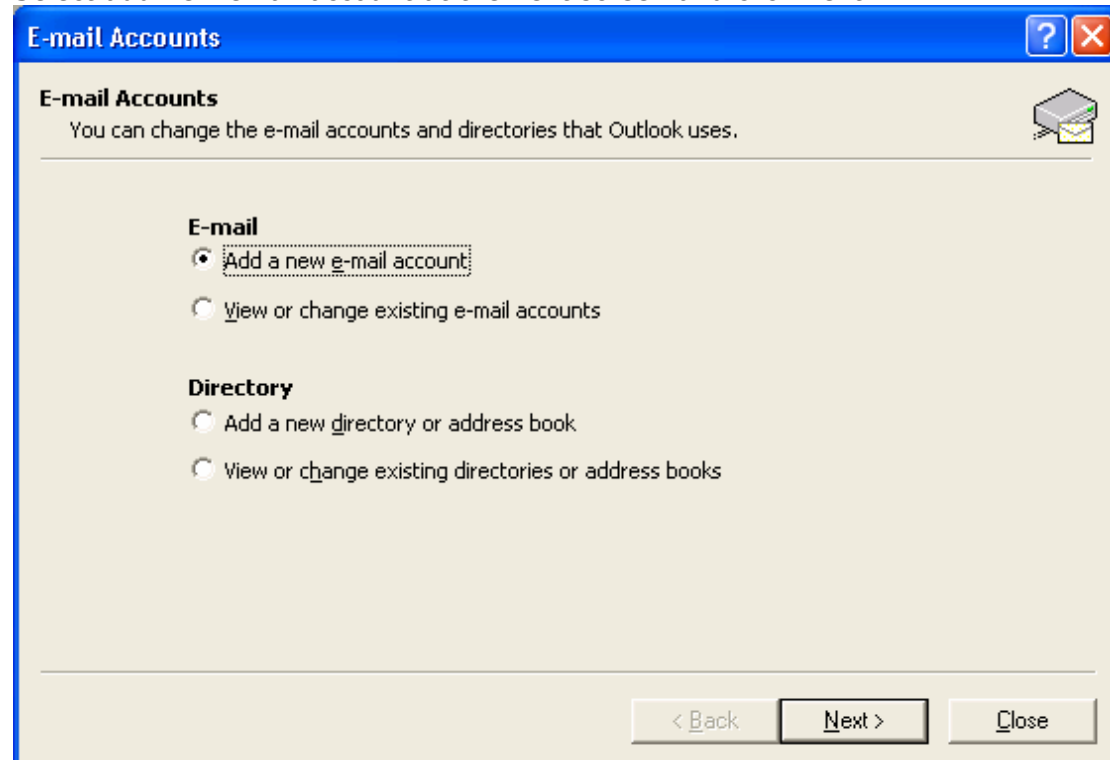 E-mail Accounts
E-mail Accounts
You can change the e-mail accounts and directories that Outlook uses.
E-mail
Add a new e-mail account
View or change existing e-mail accounts
Directory
Add a new directory or address book
View or change existing directories or address books
< Back Next > Close